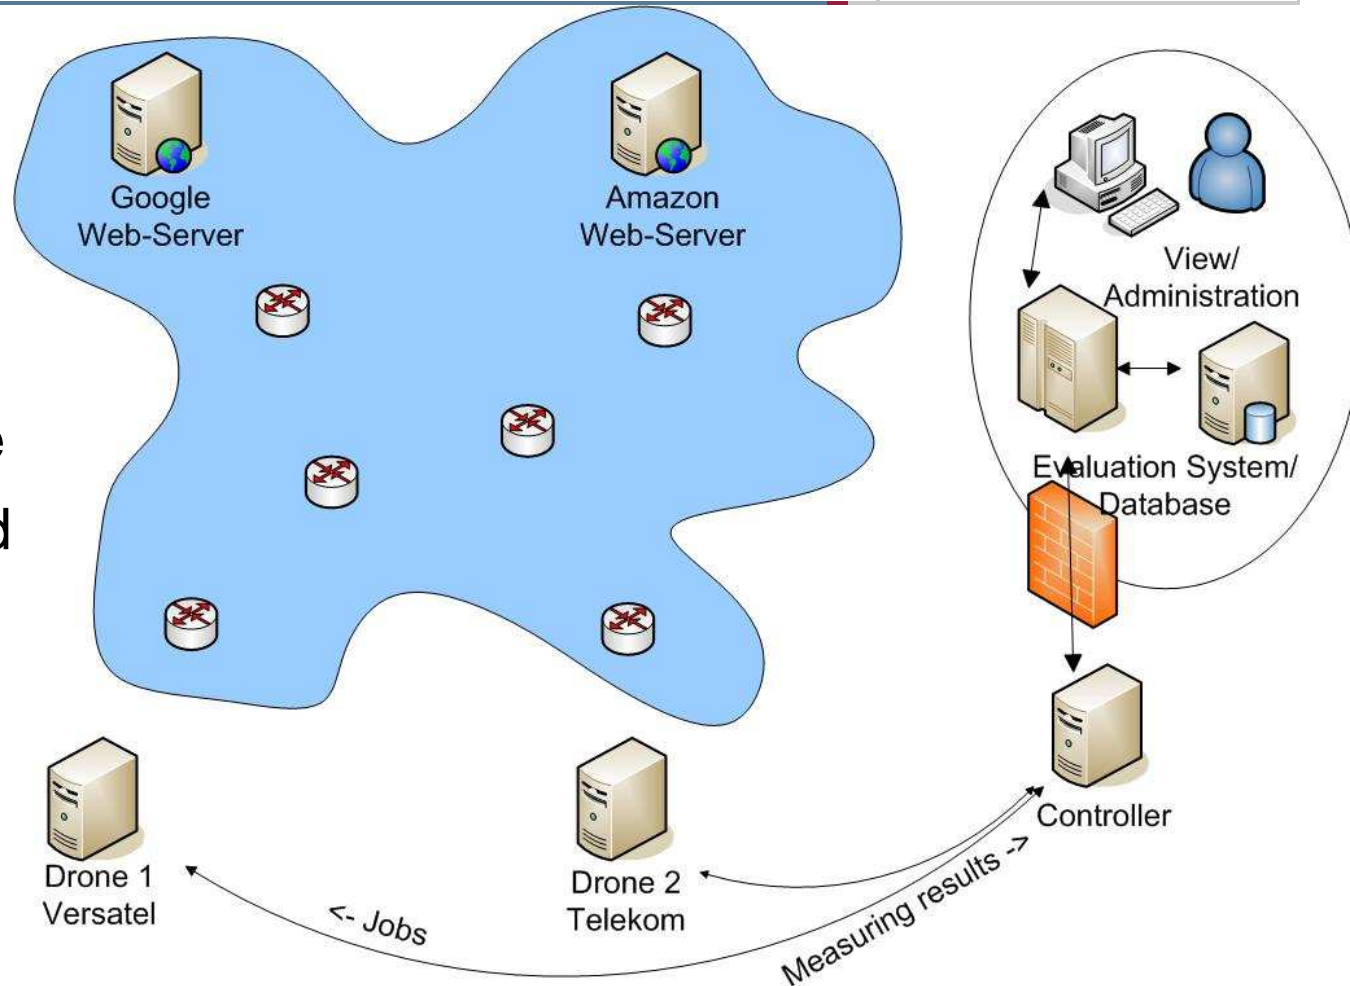 Google
Web-Server
Amazon
Web-Server
View/
Administration
Evaluation System/
Database
Controller
Drone 1
Versatel
Drone 2
Telekom
<- Jobs
Measuring results ->
e
d